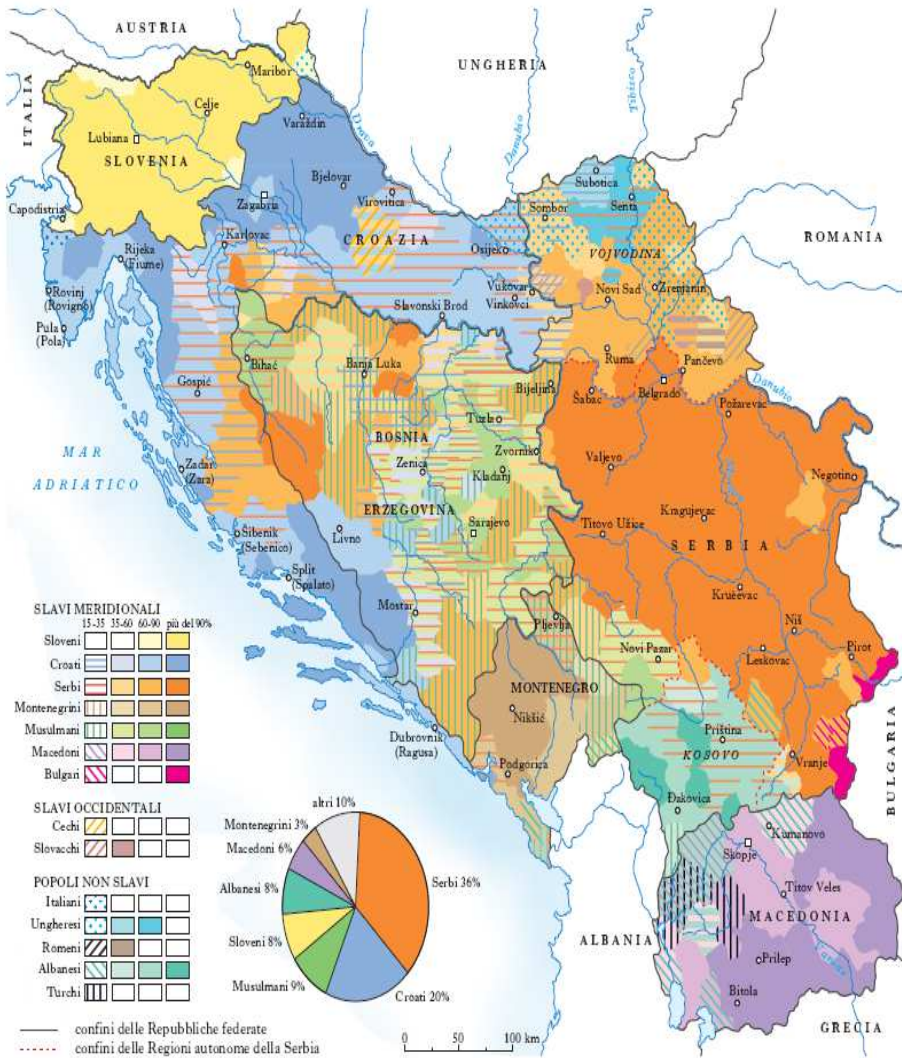 AUSTRIA
UNGHERIA
ITALIA
ROMANIA
BULGARIA
GRECIA
ALBANIA
MAR
ADRIATICO
Maribor
Celje
Lubiana
SLOVENIA
Capodistria
Varaždin
Drava
Danubio
Tibisco
Bjelovar
Virovitica
Zagabria
Karlovac
CROAZIA
Osijek
Vukovar
Vinkovci
Slavonski Brod
Rijeka
(Fiume)
Rovinj
(Rovigno)
Pula
(Pola)
Gospić
Zadar
(Zara)
Šibenik
(Sebenico)
Split
(Spalato)
Dubrovnik
(Ragusa)
Subotica
Senta
Sombor
VOJVODINA
Novi Sad
Zrenjanin
Ruma
Pančevo
Belgrado
Danubio
Šabac
Požarevac
Bihać
Banja Luka
Bijeljina
BOSNIA
Tuzla
Zvornik
Zenica
Kladanj
ERZEGOVINA
Sarajevo
Livno
Mostar
Valjevo
Negotin
Kragujevac
Titovo Užice
SERBIA
Kručevac
Niš
Pirot
Leskovac
Novi Pazar
Vranje
Pljevlja
MONTENEGRO
Nikšić
Podgorica
Priština
KOSOVO
Đakovica
Kumanovo
Skopje
Titov Veles
MACEDONIA
Prilep
Bitola
SLAVI MERIDIONALI
15-35 35-60 60-90 più del 90%
Sloveni
Croati
Serbi
Montenegrini
Musulmani
Macedoni
Bulgari
SLAVI OCCIDENTALI
Cechi
Slovacchi
POPOLI NON SLAVI
Italiani
Ungheresi
Romeni
Albanesi
Turchi
altri 10%
Montenegrini 3%
Macedoni 6%
Albanesi 8%
Sloveni 8%
Musulmani 9%
Croati 20%
Serbi 36%
confini delle Repubbliche federate
confini delle Regioni autonome della Serbia
0 50 100 km